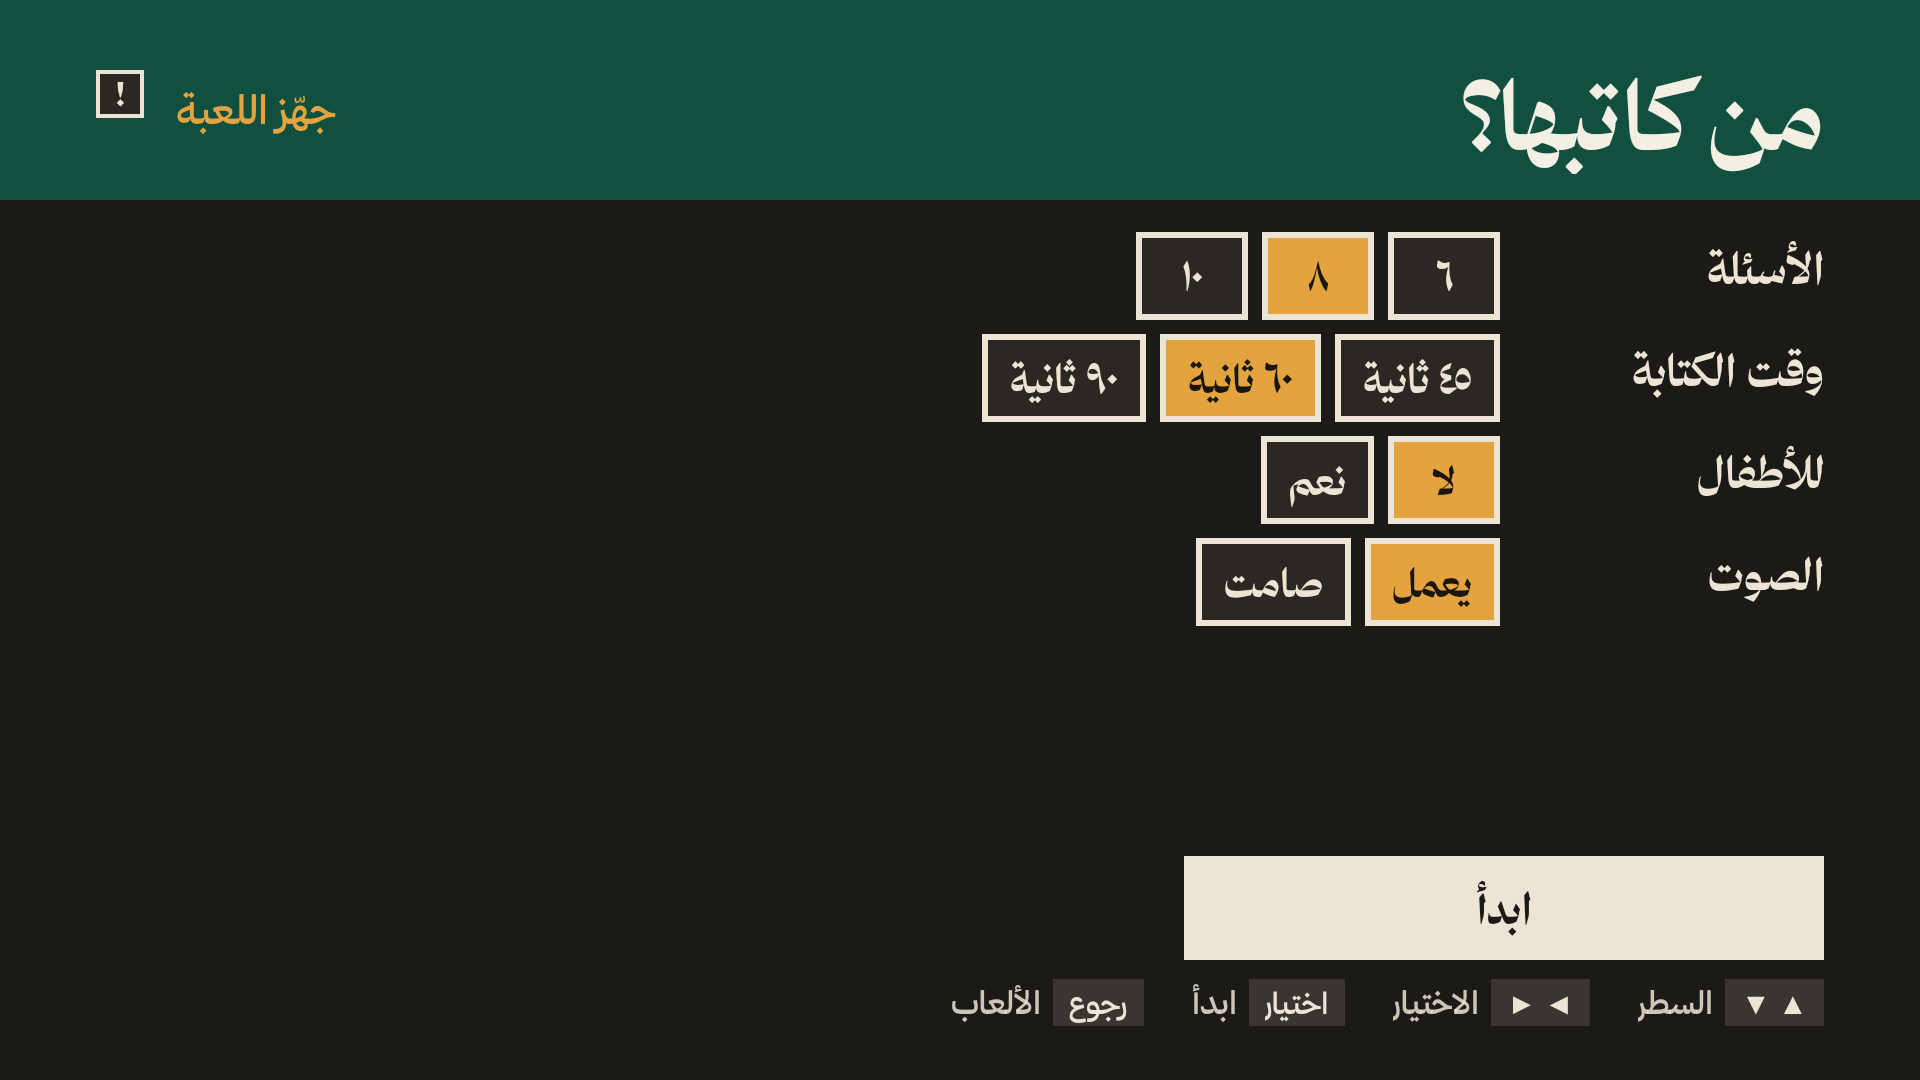 من كاتبها؟
جهّز اللعبة !
الأسئلة ٦ ٨ ١٠
وقت الكتابة ٤٥ ثانية ٦٠ ثانية ٩٠ ثانية
للأطفال لا نعم
الصوت يعمل صامت
ابدأ
▲ ▼ السطر ◀ ▶ الاختيار اختيار ابدأ رجوع الألعاب